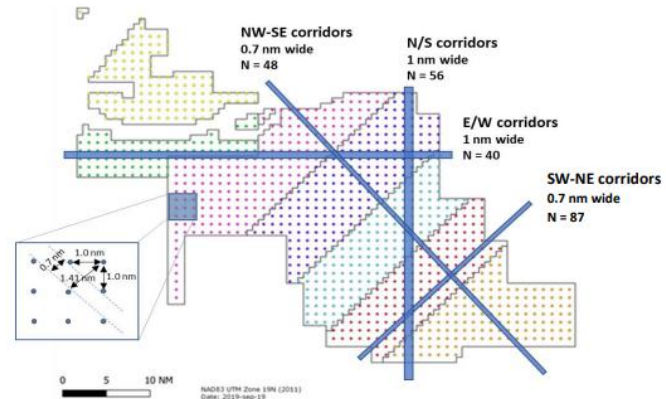 NW-SE corridors
0.7 nm wide
N = 48
N/S corridors
1 nm wide
N = 56
E/W corridors
1 nm wide
N = 40
SW-NE corridors
0.7 nm wide
N = 87
0.7 nm
1.0 nm
1.41 nm
1.0 nm
0 5 10 NM
NAD83 UTM Zone 19N (2011)
Date: 2019-sep-19